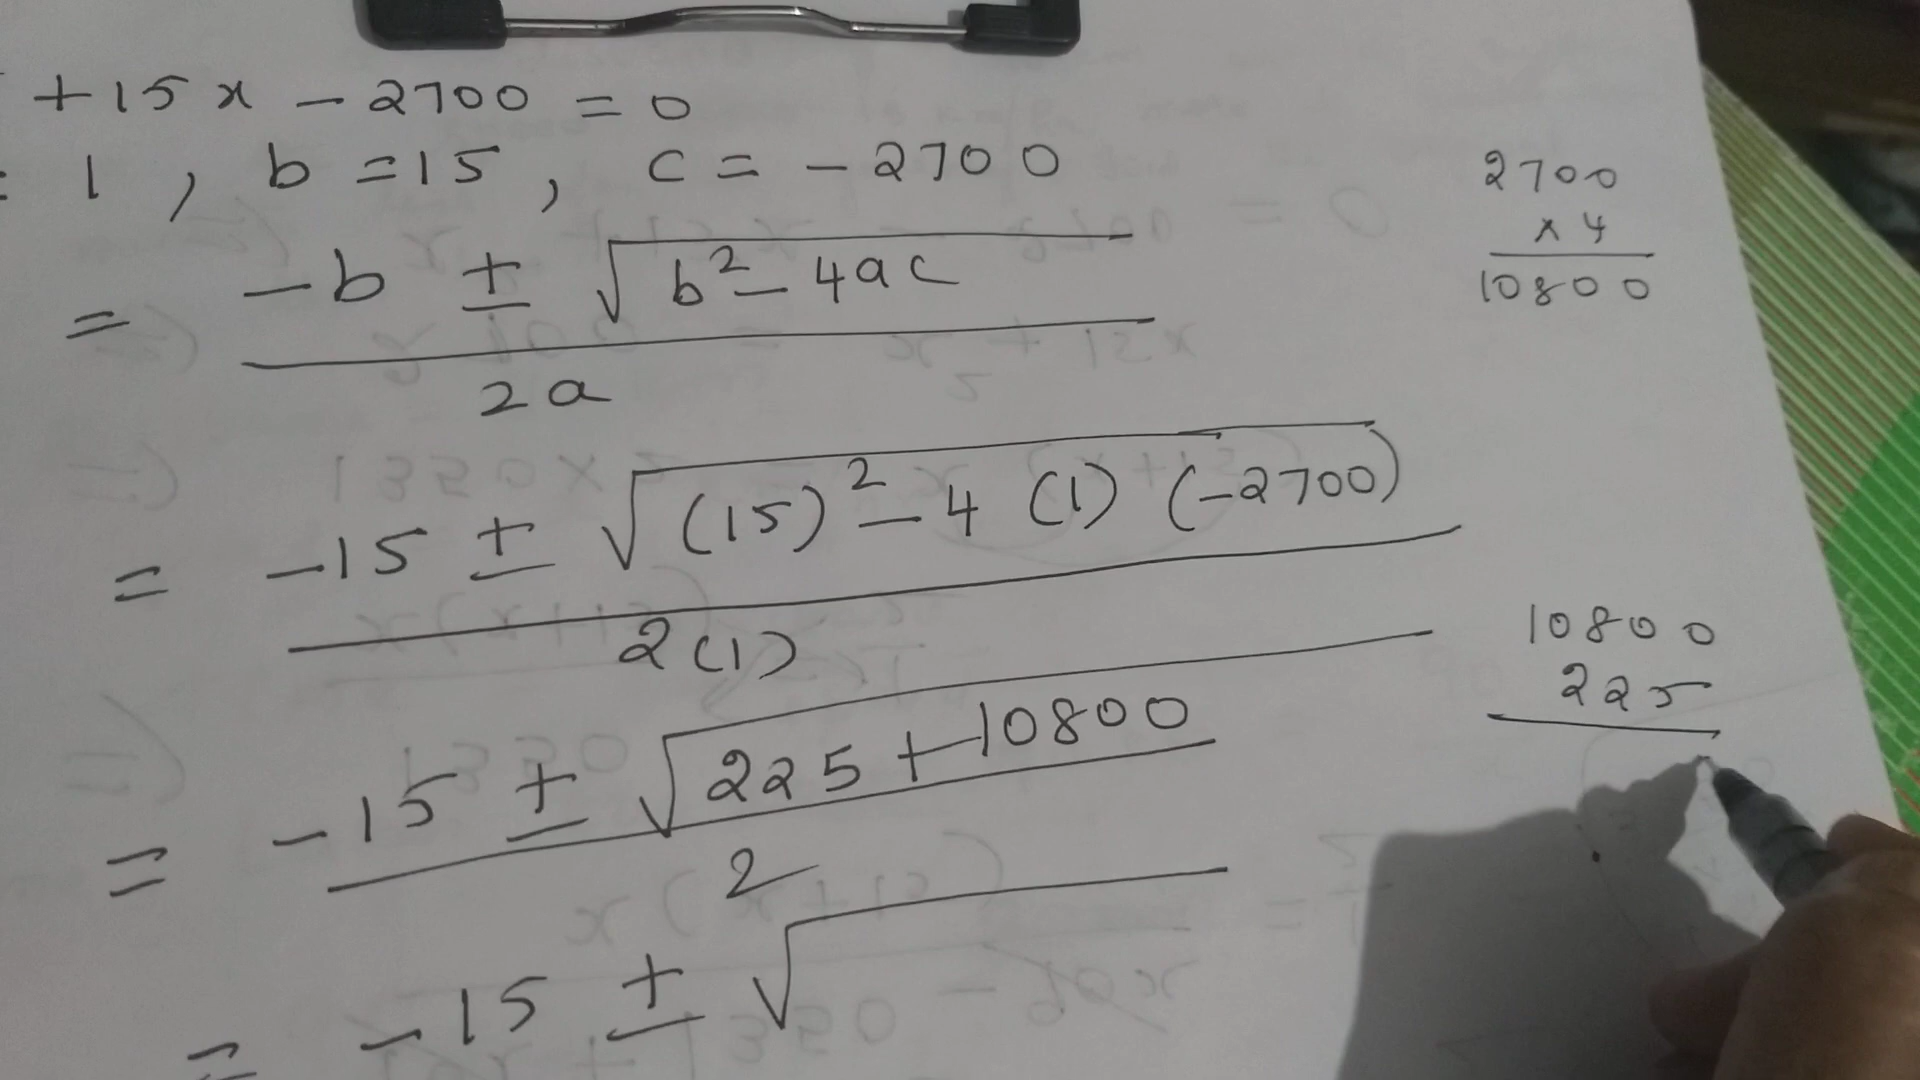 +15x - 2700 = 0
= 1 , b = 15 , c = - 2700
2700
x 4
10800
= -b ± √b² - 4ac
2a
= -15 ± √(15)² - 4 (1) (-2700)
2(1)
10800
225
= -15 ± √225 + 10800
2
= -15 ± √